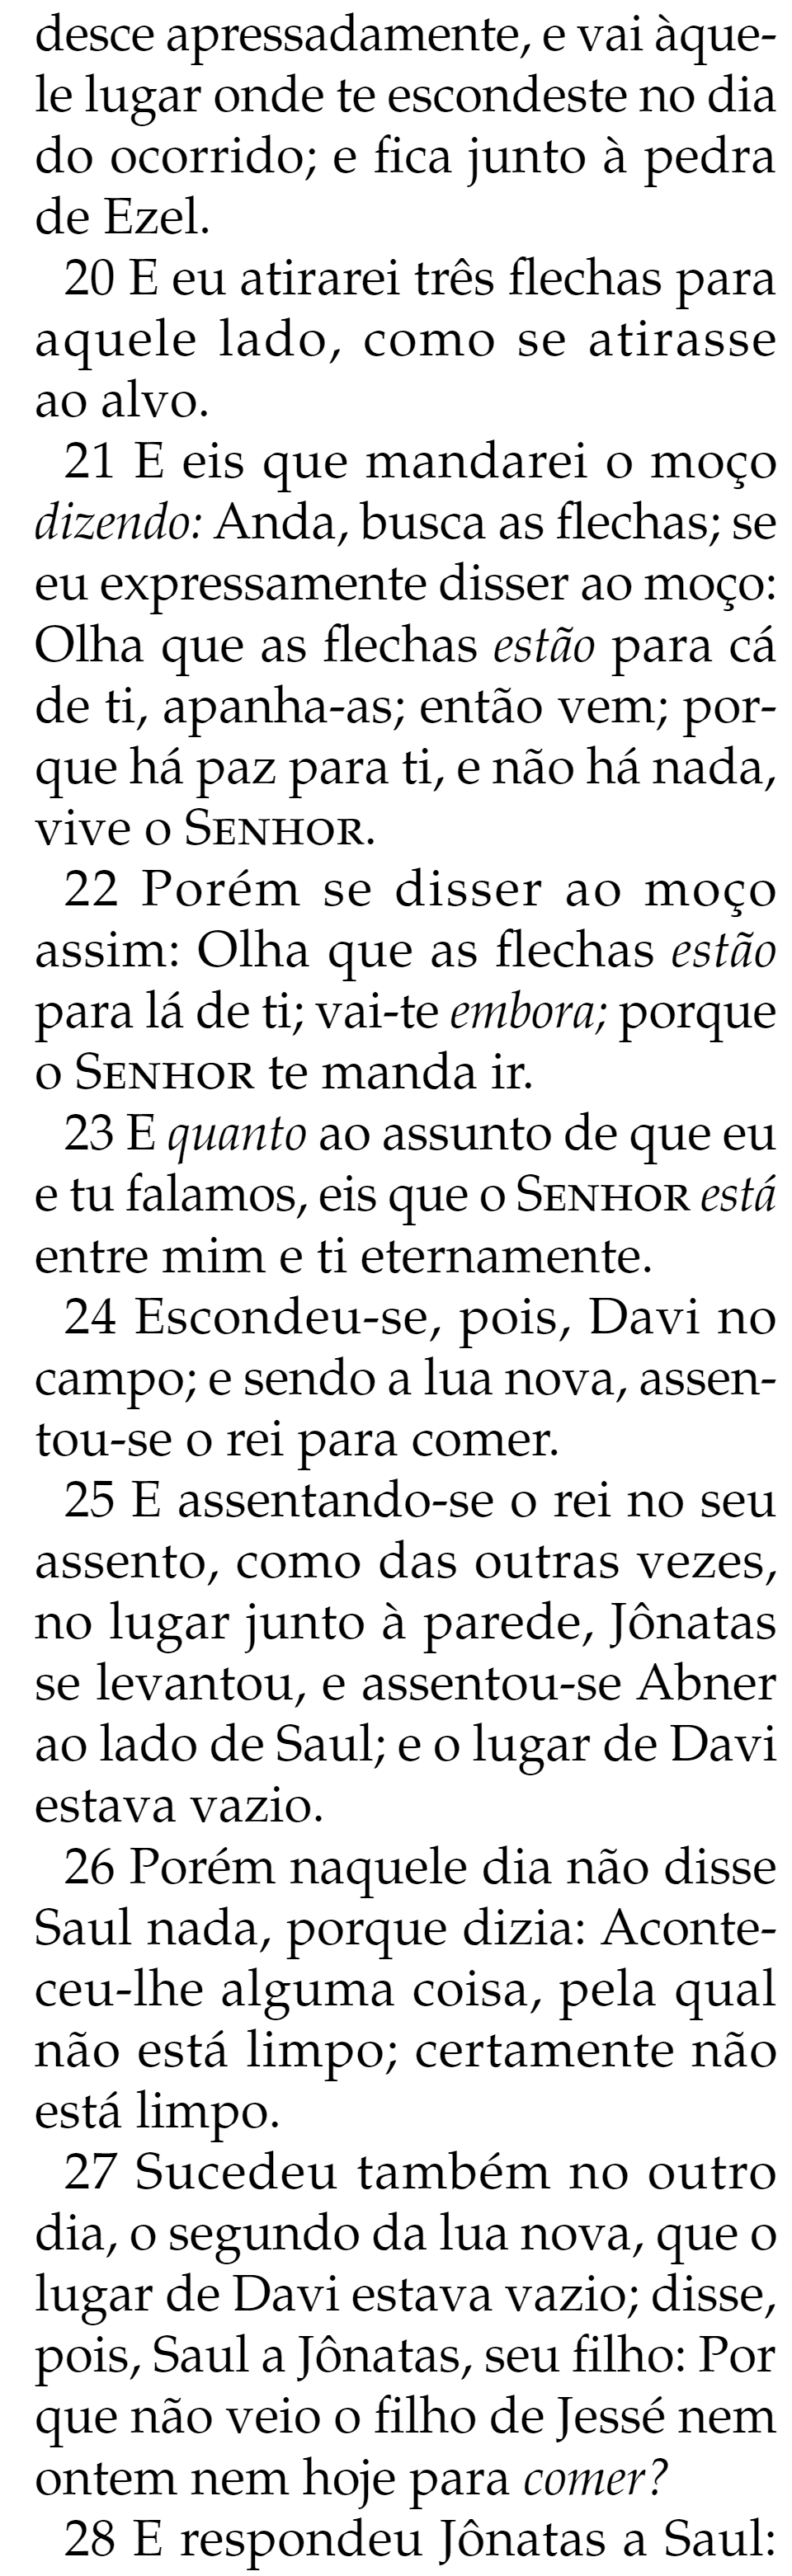 desce apressadamente, e vai àque-
le lugar onde te escondeste no dia
do ocorrido; e fica junto à pedra
de Ezel.
20 E eu atirarei três flechas para
aquele lado, como se atirasse
ao alvo.
21 E eis que mandarei o moço
dizendo: Anda, busca as flechas; se
eu expressamente disser ao moço:
Olha que as flechas estão para cá
de ti, apanha-as; então vem; por-
que há paz para ti, e não há nada,
vive o SENHOR.
22 Porém se disser ao moço
assim: Olha que as flechas estão
para lá de ti; vai-te embora; porque
o SENHOR te manda ir.
23 E quanto ao assunto de que eu
e tu falamos, eis que o SENHOR está
entre mim e ti eternamente.
24 Escondeu-se, pois, Davi no
campo; e sendo a lua nova, assen-
tou-se o rei para comer.
25 E assentando-se o rei no seu
assento, como das outras vezes,
no lugar junto à parede, Jônatas
se levantou, e assentou-se Abner
ao lado de Saul; e o lugar de Davi
estava vazio.
26 Porém naquele dia não disse
Saul nada, porque dizia: Aconte-
ceu-lhe alguma coisa, pela qual
não está limpo; certamente não
está limpo.
27 Sucedeu também no outro
dia, o segundo da lua nova, que o
lugar de Davi estava vazio; disse,
pois, Saul a Jônatas, seu filho: Por
que não veio o filho de Jessé nem
ontem nem hoje para comer?
28 E respondeu Jônatas a Saul: